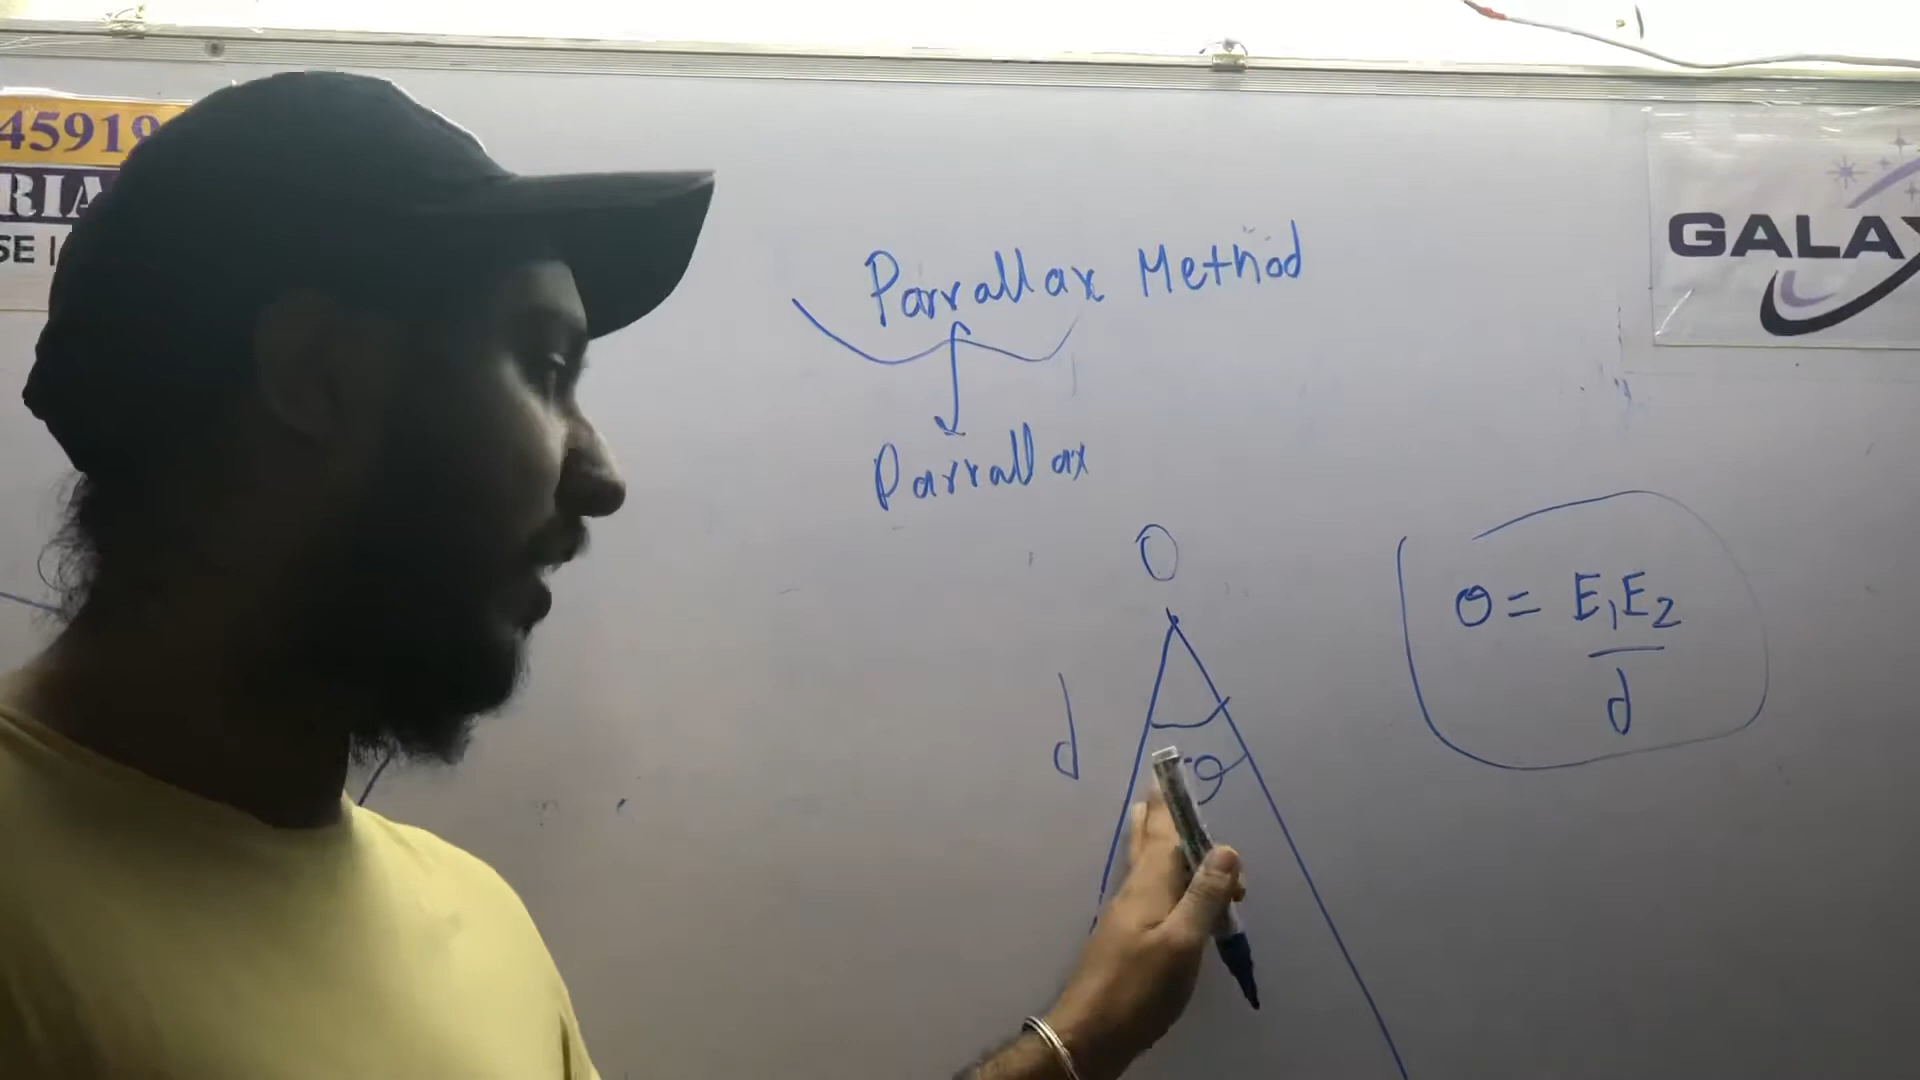 45919
RIA
SE |
GALAX
Parrallax Method
Parrallax
O
d
θ
θ = E₁E₂
d